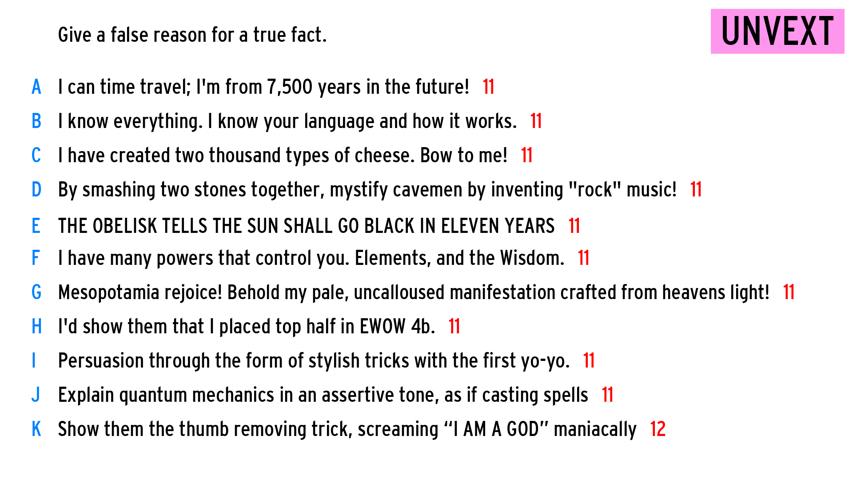 Give a false reason for a true fact.
UNVEXT
A I can time travel; I'm from 7,500 years in the future! 11
B I know everything. I know your language and how it works. 11
C I have created two thousand types of cheese. Bow to me! 11
D By smashing two stones together, mystify cavemen by inventing "rock" music! 11
E THE OBELISK TELLS THE SUN SHALL GO BLACK IN ELEVEN YEARS 11
F I have many powers that control you. Elements, and the Wisdom. 11
G Mesopotamia rejoice! Behold my pale, uncalloused manifestation crafted from heavens light! 11
H I'd show them that I placed top half in EWOW 4b. 11
I Persuasion through the form of stylish tricks with the first yo-yo. 11
J Explain quantum mechanics in an assertive tone, as if casting spells 11
K Show them the thumb removing trick, screaming “I AM A GOD” maniacally 12